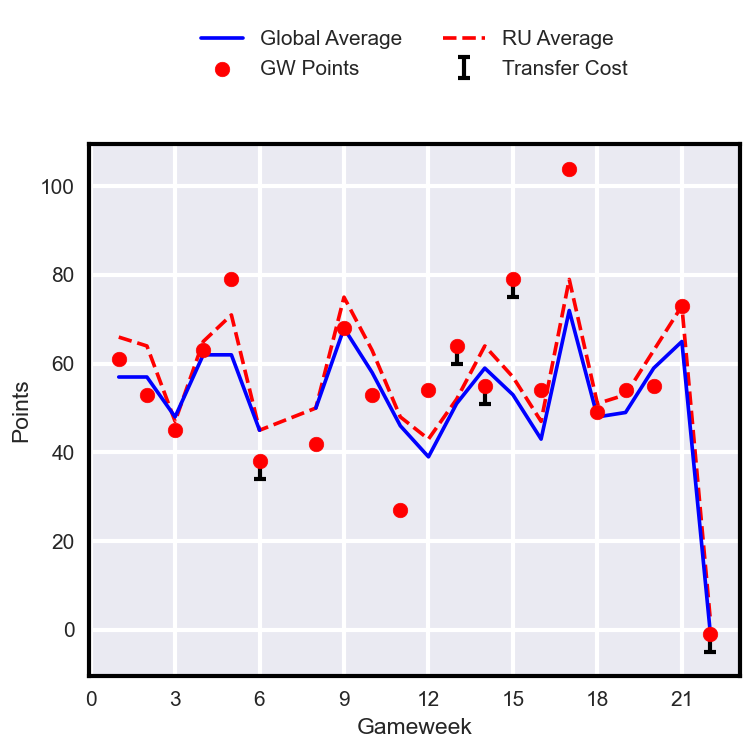 Global Average
RU Average
GW Points
Transfer Cost
100
80
60
40
20
0
Points
0 3 6 9 12 15 18 21
Gameweek